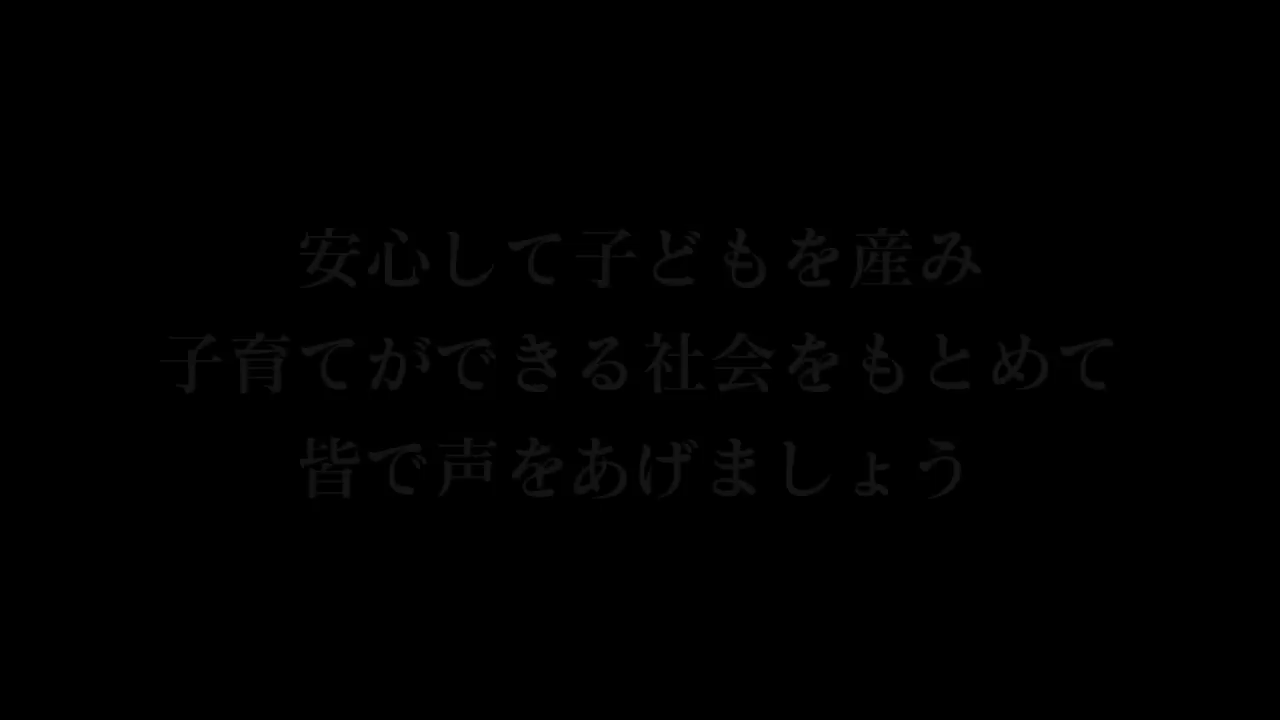 安心して子どもを産み
子育てができる社会をもとめて
皆で声をあげましょう